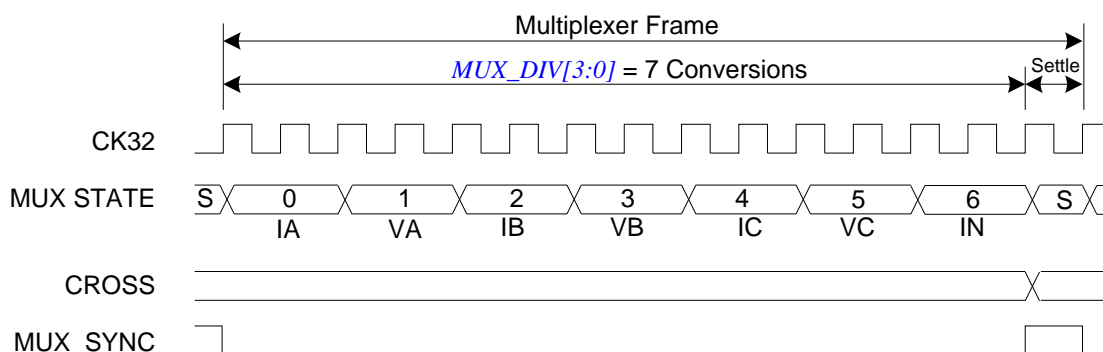 Multiplexer Frame
MUX_DIV[3:0] = 7 Conversions
Settle
CK32
MUX STATE S 0 1 2 3 4 5 6 S
IA VA IB VB IC VC IN
CROSS
MUX_SYNC